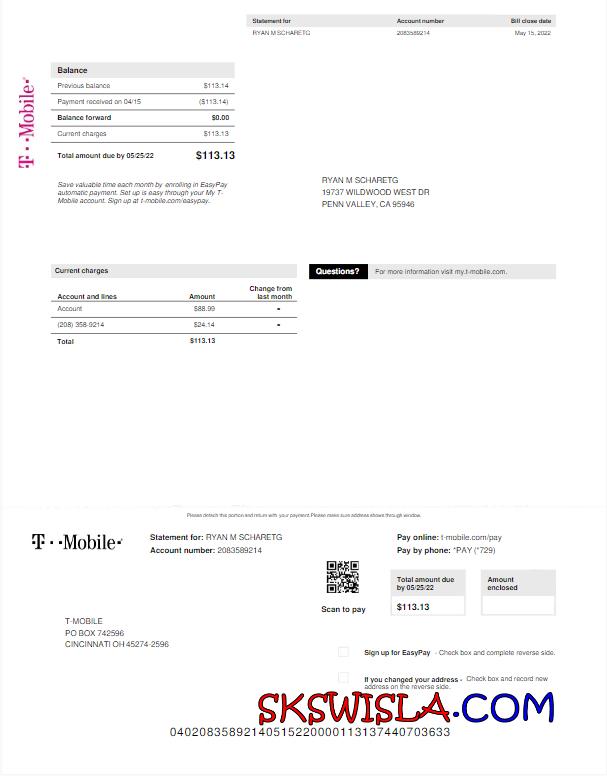 Statement for Account number Bill close date
RYAN M SCHARETG 2083589214 May 15, 2022
T··Mobile·
Balance
Previous balance $113.14
Payment received on 04/15 ($113.14)
Balance forward $0.00
Current charges $113.13
Total amount due by 05/25/22 $113.13
Save valuable time each month by enrolling in EasyPay
automatic payment. Set up is easy through your My T-
Mobile account. Sign up at t-mobile.com/easypay.
RYAN M SCHARETG
19737 WILDWOOD WEST DR
PENN VALLEY, CA 95946
Current charges
Account and lines Amount Change from last month
Account $88.99 -
(208) 358-9214 $24.14 -
Total $113.13
Questions? For more information visit my.t-mobile.com.
Please detach this portion and return with your payment.Please make sure address shows through window.
T··Mobile·
Statement for: RYAN M SCHARETG
Account number: 2083589214
Pay online: t-mobile.com/pay
Pay by phone: *PAY (*729)
Scan to pay
Total amount due
by 05/25/22
$113.13
Amount
enclosed
T-MOBILE
PO BOX 742596
CINCINNATI OH 45274-2596
Sign up for EasyPay - Check box and complete reverse side.
If you changed your address - Check box and record new
address on the reverse side.
SKSWISLA.COM
04020835892140515220000113137440703633